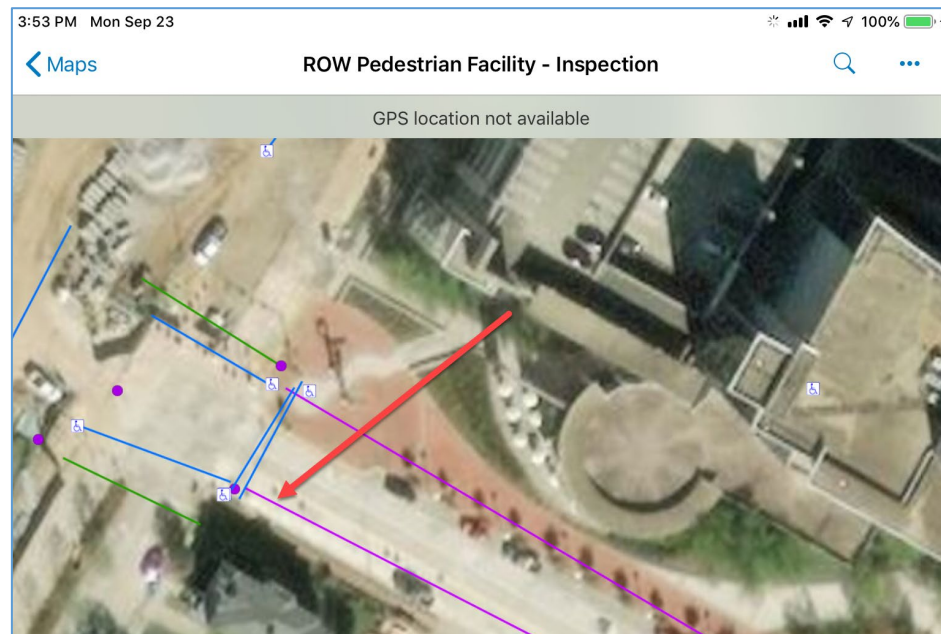 3:53 PM Mon Sep 23 100%
Maps ROW Pedestrian Facility - Inspection
GPS location not available